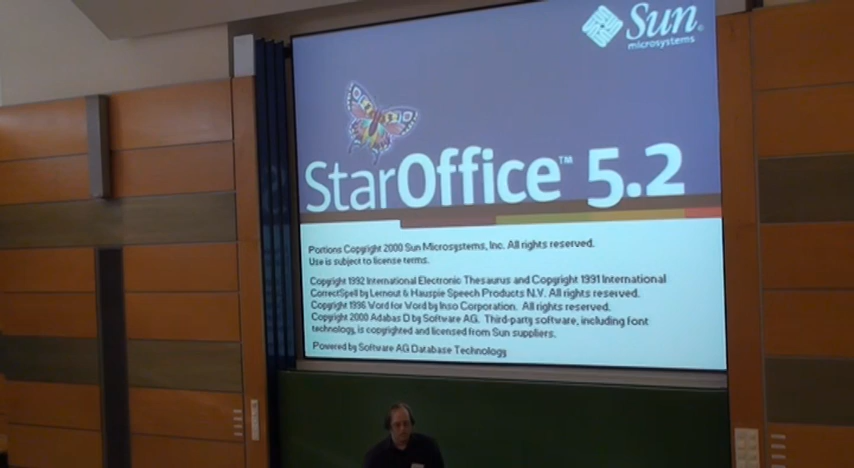 Sun
microsystems
StarOffice™ 5.2
Portions Copyright 2000 Sun Microsystems, Inc. All rights reserved.
Use is subject to license terms.
Copyright 1992 International Electronic Thesaurus and Copyright 1991 International
CorrectSpell by Lernout & Hauspie Speech Products N.V. All rights reserved.
Copyright 1996 Word for Word by Inso Corporation. All rights reserved.
Copyright 2000 Adabas D by Software AG. Third-party software, including font
technology, is copyrighted and licensed from Sun suppliers.
Powered by Software AG Database Technology